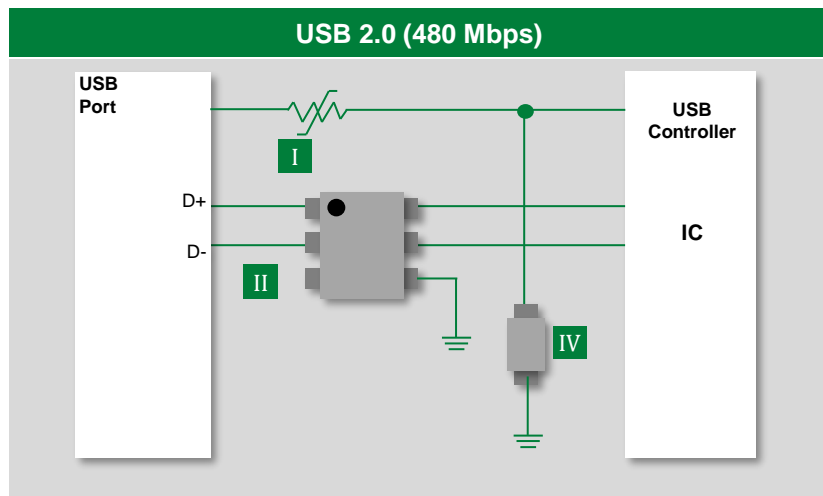 USB 2.0 (480 Mbps)
USB
Port
USB
Controller
I
D+
IC
D-
II
IV